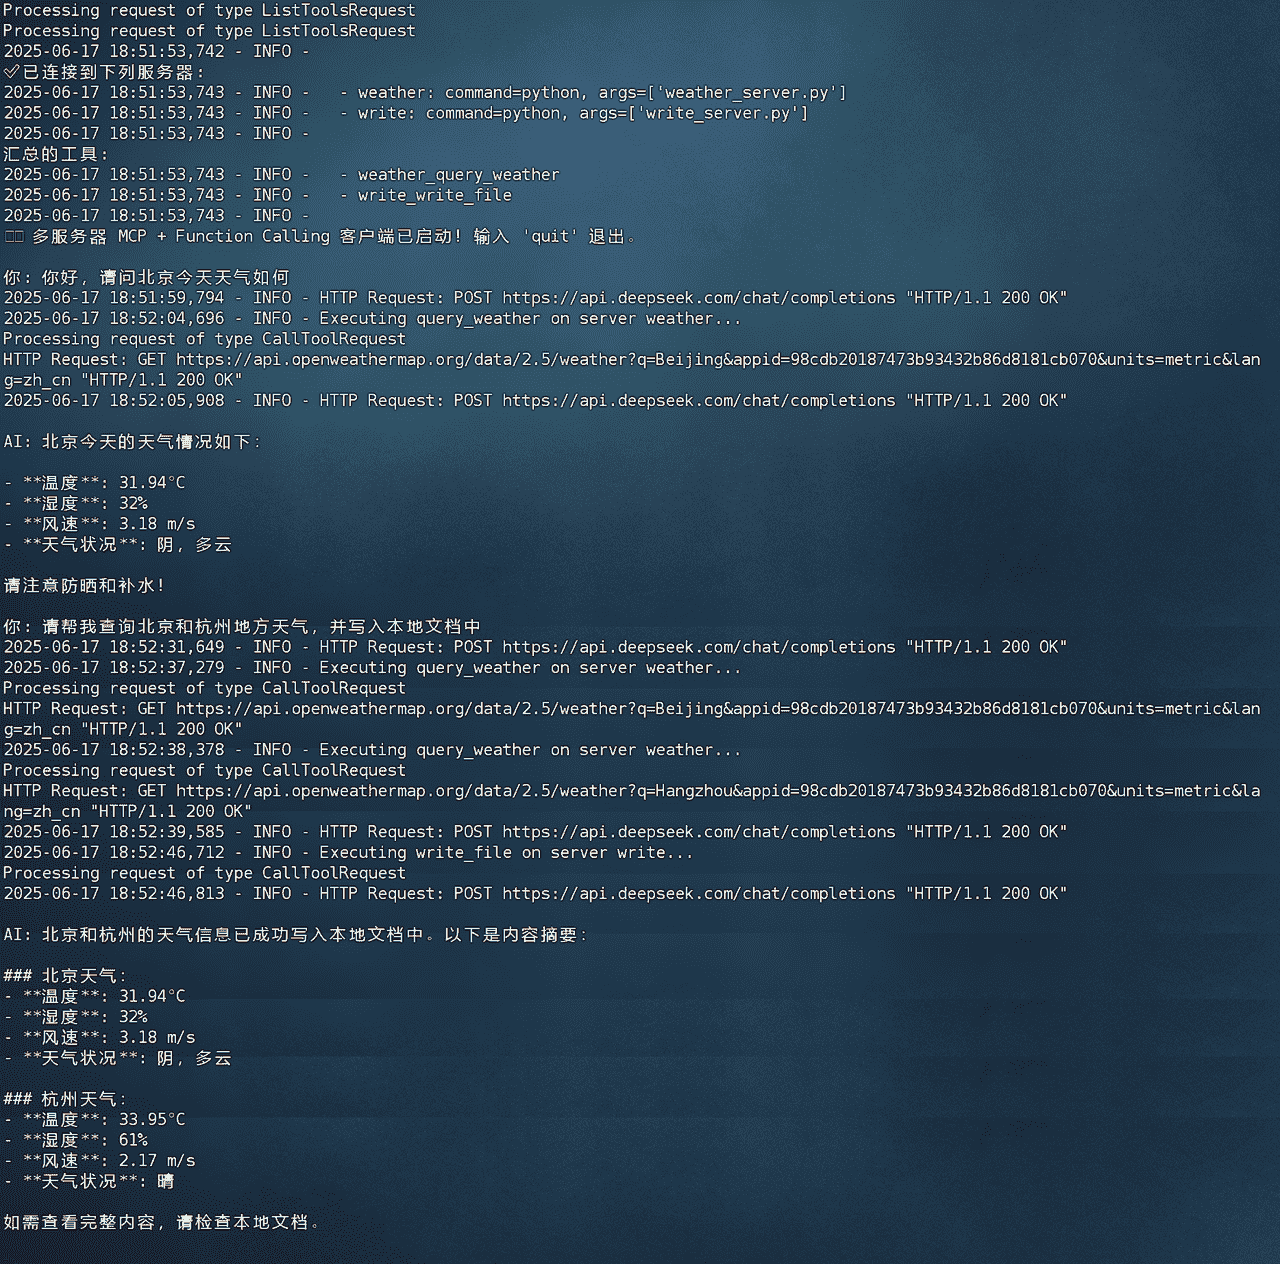 Processing request of type ListToolsRequest
Processing request of type ListToolsRequest
2025-06-17 18:51:53,742 - INFO -
✅已连接到下列服务器：
2025-06-17 18:51:53,743 - INFO -   - weather: command=python, args=['weather_server.py']
2025-06-17 18:51:53,743 - INFO -   - write: command=python, args=['write_server.py']
2025-06-17 18:51:53,743 - INFO -
汇总的工具：
2025-06-17 18:51:53,743 - INFO -   - weather_query_weather
2025-06-17 18:51:53,743 - INFO -   - write_write_file
2025-06-17 18:51:53,743 - INFO -
多服务器 MCP + Function Calling 客户端已启动！输入 'quit' 退出。
你: 你好，请问北京今天天气如何
2025-06-17 18:51:59,794 - INFO - HTTP Request: POST https://api.deepseek.com/chat/completions "HTTP/1.1 200 OK"
2025-06-17 18:52:04,696 - INFO - Executing query_weather on server weather...
Processing request of type CallToolRequest
HTTP Request: GET https://api.openweathermap.org/data/2.5/weather?q=Beijing&appid=98cdb20187473b93432b86d8181cb070&units=metric&lan
g=zh_cn "HTTP/1.1 200 OK"
2025-06-17 18:52:05,908 - INFO - HTTP Request: POST https://api.deepseek.com/chat/completions "HTTP/1.1 200 OK"
AI: 北京今天的天气情况如下：
- **温度**: 31.94°C
- **湿度**: 32%
- **风速**: 3.18 m/s
- **天气状况**: 阴，多云
请注意防晒和补水！
你: 请帮我查询北京和杭州地方天气，并写入本地文档中
2025-06-17 18:52:31,649 - INFO - HTTP Request: POST https://api.deepseek.com/chat/completions "HTTP/1.1 200 OK"
2025-06-17 18:52:37,279 - INFO - Executing query_weather on server weather...
Processing request of type CallToolRequest
HTTP Request: GET https://api.openweathermap.org/data/2.5/weather?q=Beijing&appid=98cdb20187473b93432b86d8181cb070&units=metric&lan
g=zh_cn "HTTP/1.1 200 OK"
2025-06-17 18:52:38,378 - INFO - Executing query_weather on server weather...
Processing request of type CallToolRequest
HTTP Request: GET https://api.openweathermap.org/data/2.5/weather?q=Hangzhou&appid=98cdb20187473b93432b86d8181cb070&units=metric&la
ng=zh_cn "HTTP/1.1 200 OK"
2025-06-17 18:52:39,585 - INFO - HTTP Request: POST https://api.deepseek.com/chat/completions "HTTP/1.1 200 OK"
2025-06-17 18:52:46,712 - INFO - Executing write_file on server write...
Processing request of type CallToolRequest
2025-06-17 18:52:46,813 - INFO - HTTP Request: POST https://api.deepseek.com/chat/completions "HTTP/1.1 200 OK"
AI: 北京和杭州的天气信息已成功写入本地文档中。以下是内容摘要：
### 北京天气：
- **温度**: 31.94°C
- **湿度**: 32%
- **风速**: 3.18 m/s
- **天气状况**: 阴，多云
### 杭州天气：
- **温度**: 33.95°C
- **湿度**: 61%
- **风速**: 2.17 m/s
- **天气状况**: 晴
如需查看完整内容，请检查本地文档。